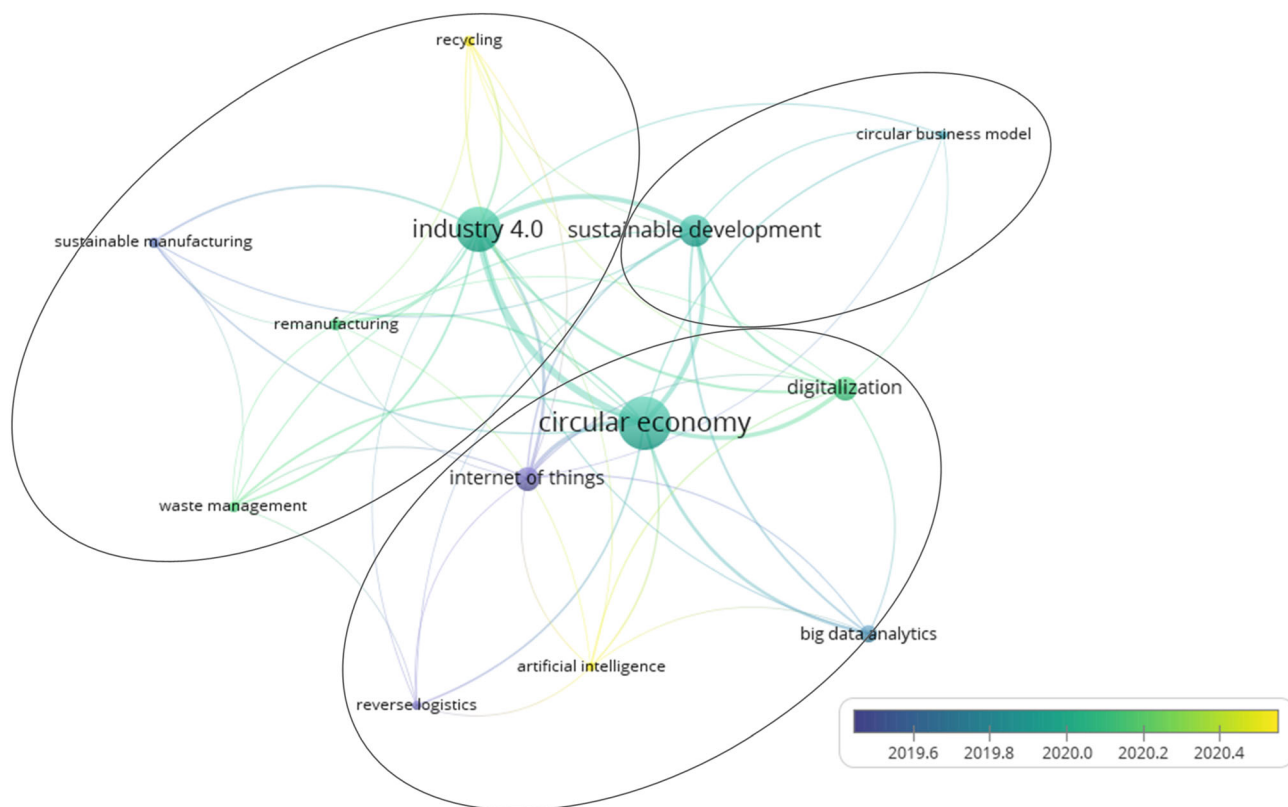 recycling
circular business model
industry 4.0
sustainable development
sustainable manufacturing
remanufacturing
digitalization
circular economy
internet of things
waste management
big data analytics
artificial intelligence
reverse logistics
2019.6 2019.8 2020.0 2020.2 2020.4